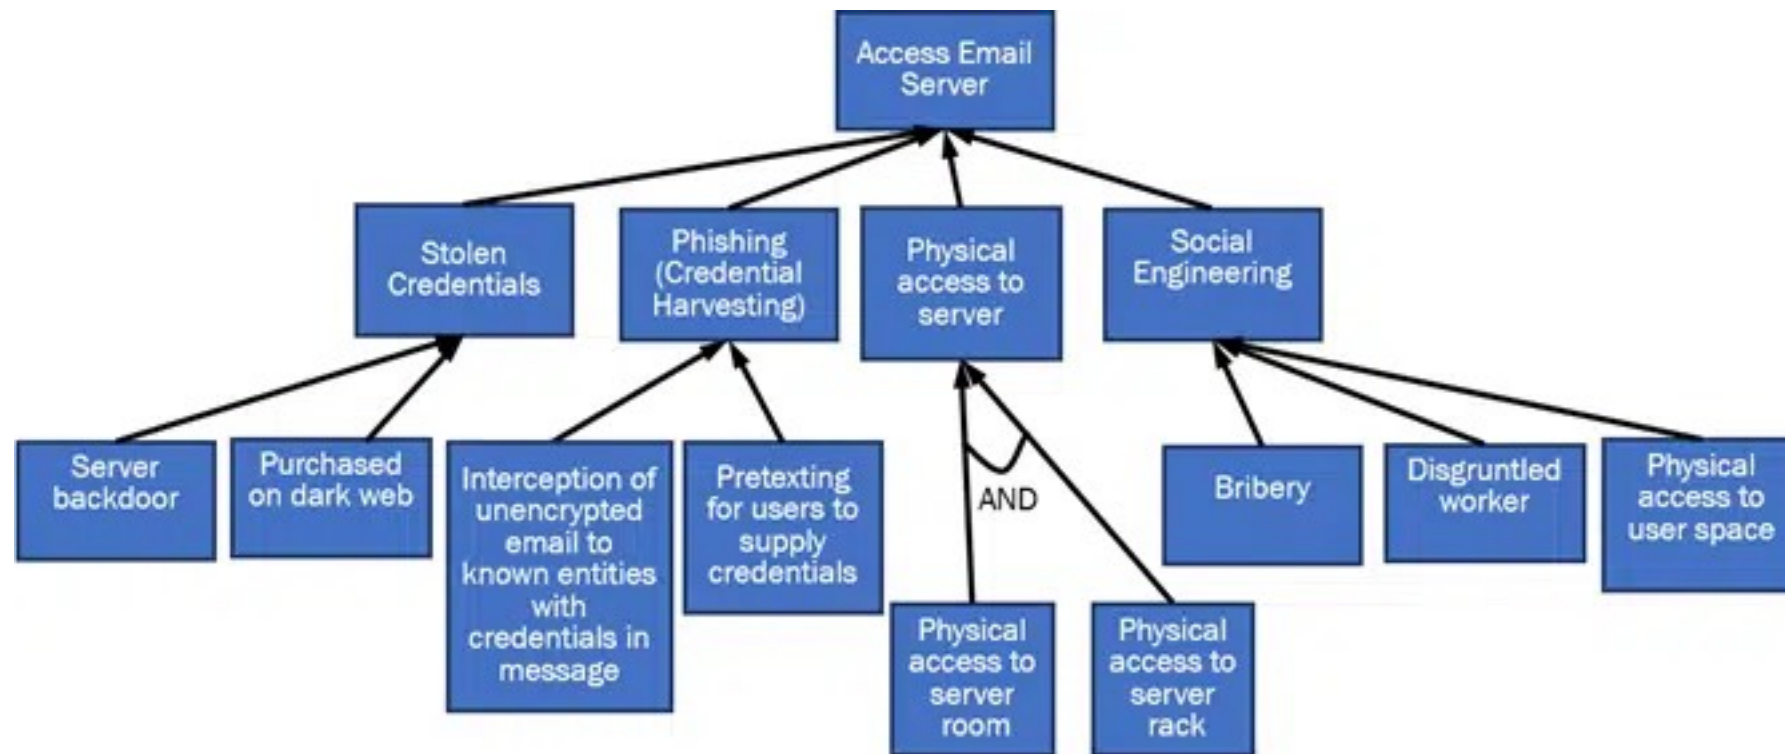 Access Email
Server
Stolen
Credentials
Phishing
(Credential
Harvesting)
Physical
access to
server
Social
Engineering
Server
backdoor
Purchased
on dark web
Interception of
unencrypted
email to
known entities
with
credentials in
message
Pretexting
for users to
supply
credentials
AND
Physical
access to
server
room
Physical
access to
server
rack
Bribery
Disgruntled
worker
Physical
access to
user space